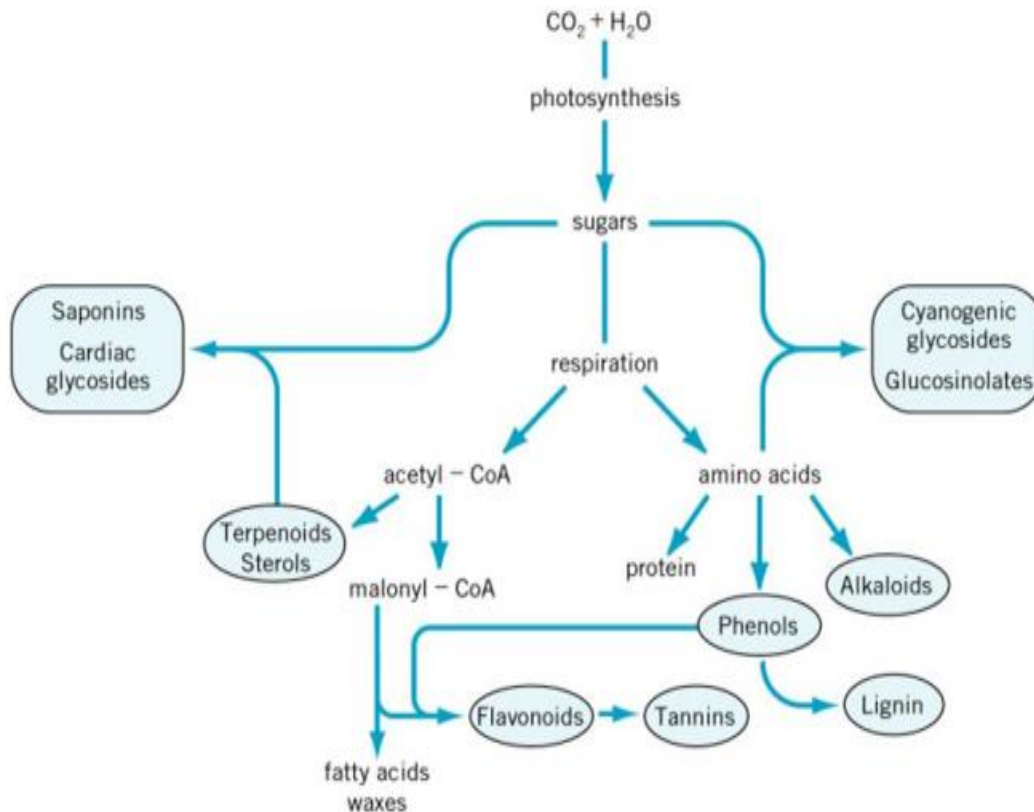 CO₂ + H₂O
photosynthesis
sugars
Saponins
Cardiac
glycosides
Cyanogenic
glycosides
Glucosinolates
respiration
acetyl – CoA
amino acids
Terpenoids
Sterols
protein
Alkaloids
malonyl – CoA
Phenols
Flavonoids
Tannins
Lignin
fatty acids
waxes